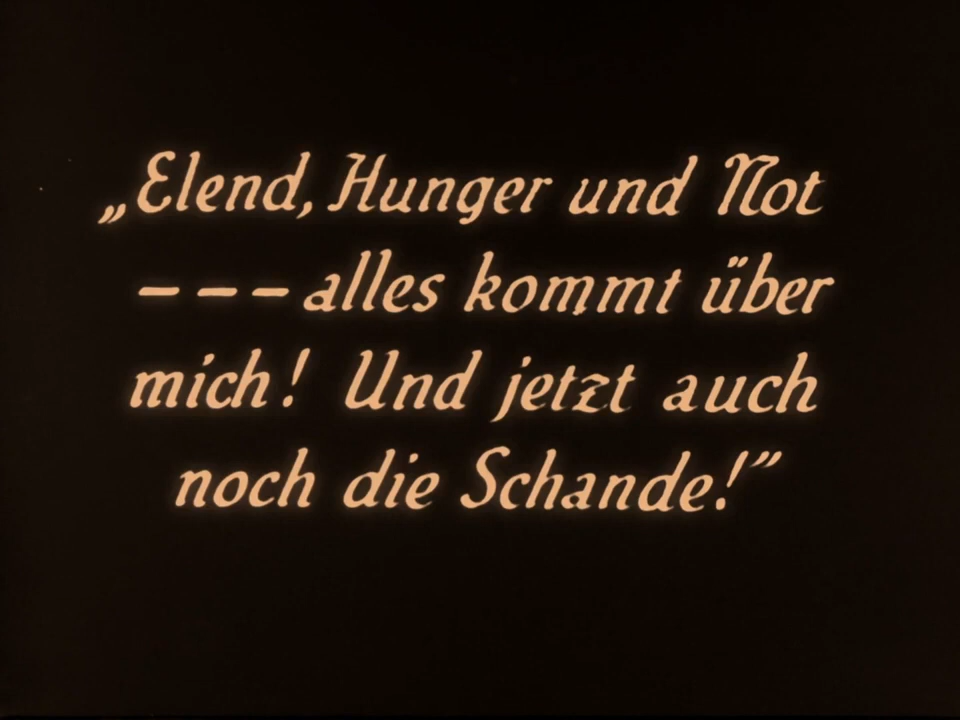 „Elend, Hunger und Not
--- alles kommt über
mich! Und jetzt auch
noch die Schande!”